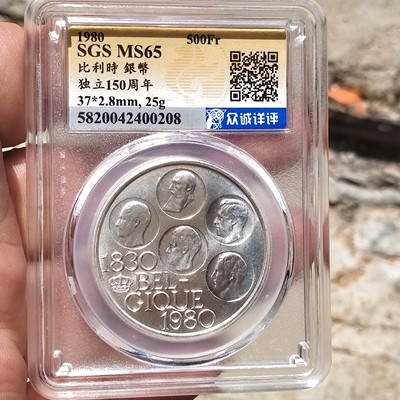 1980 500Fr
SGS MS65
比利時 銀幣
独立150周年
37*2.8mm, 25g
5820042400208 众诚评评
1830
BEL-
GIQUE
1980